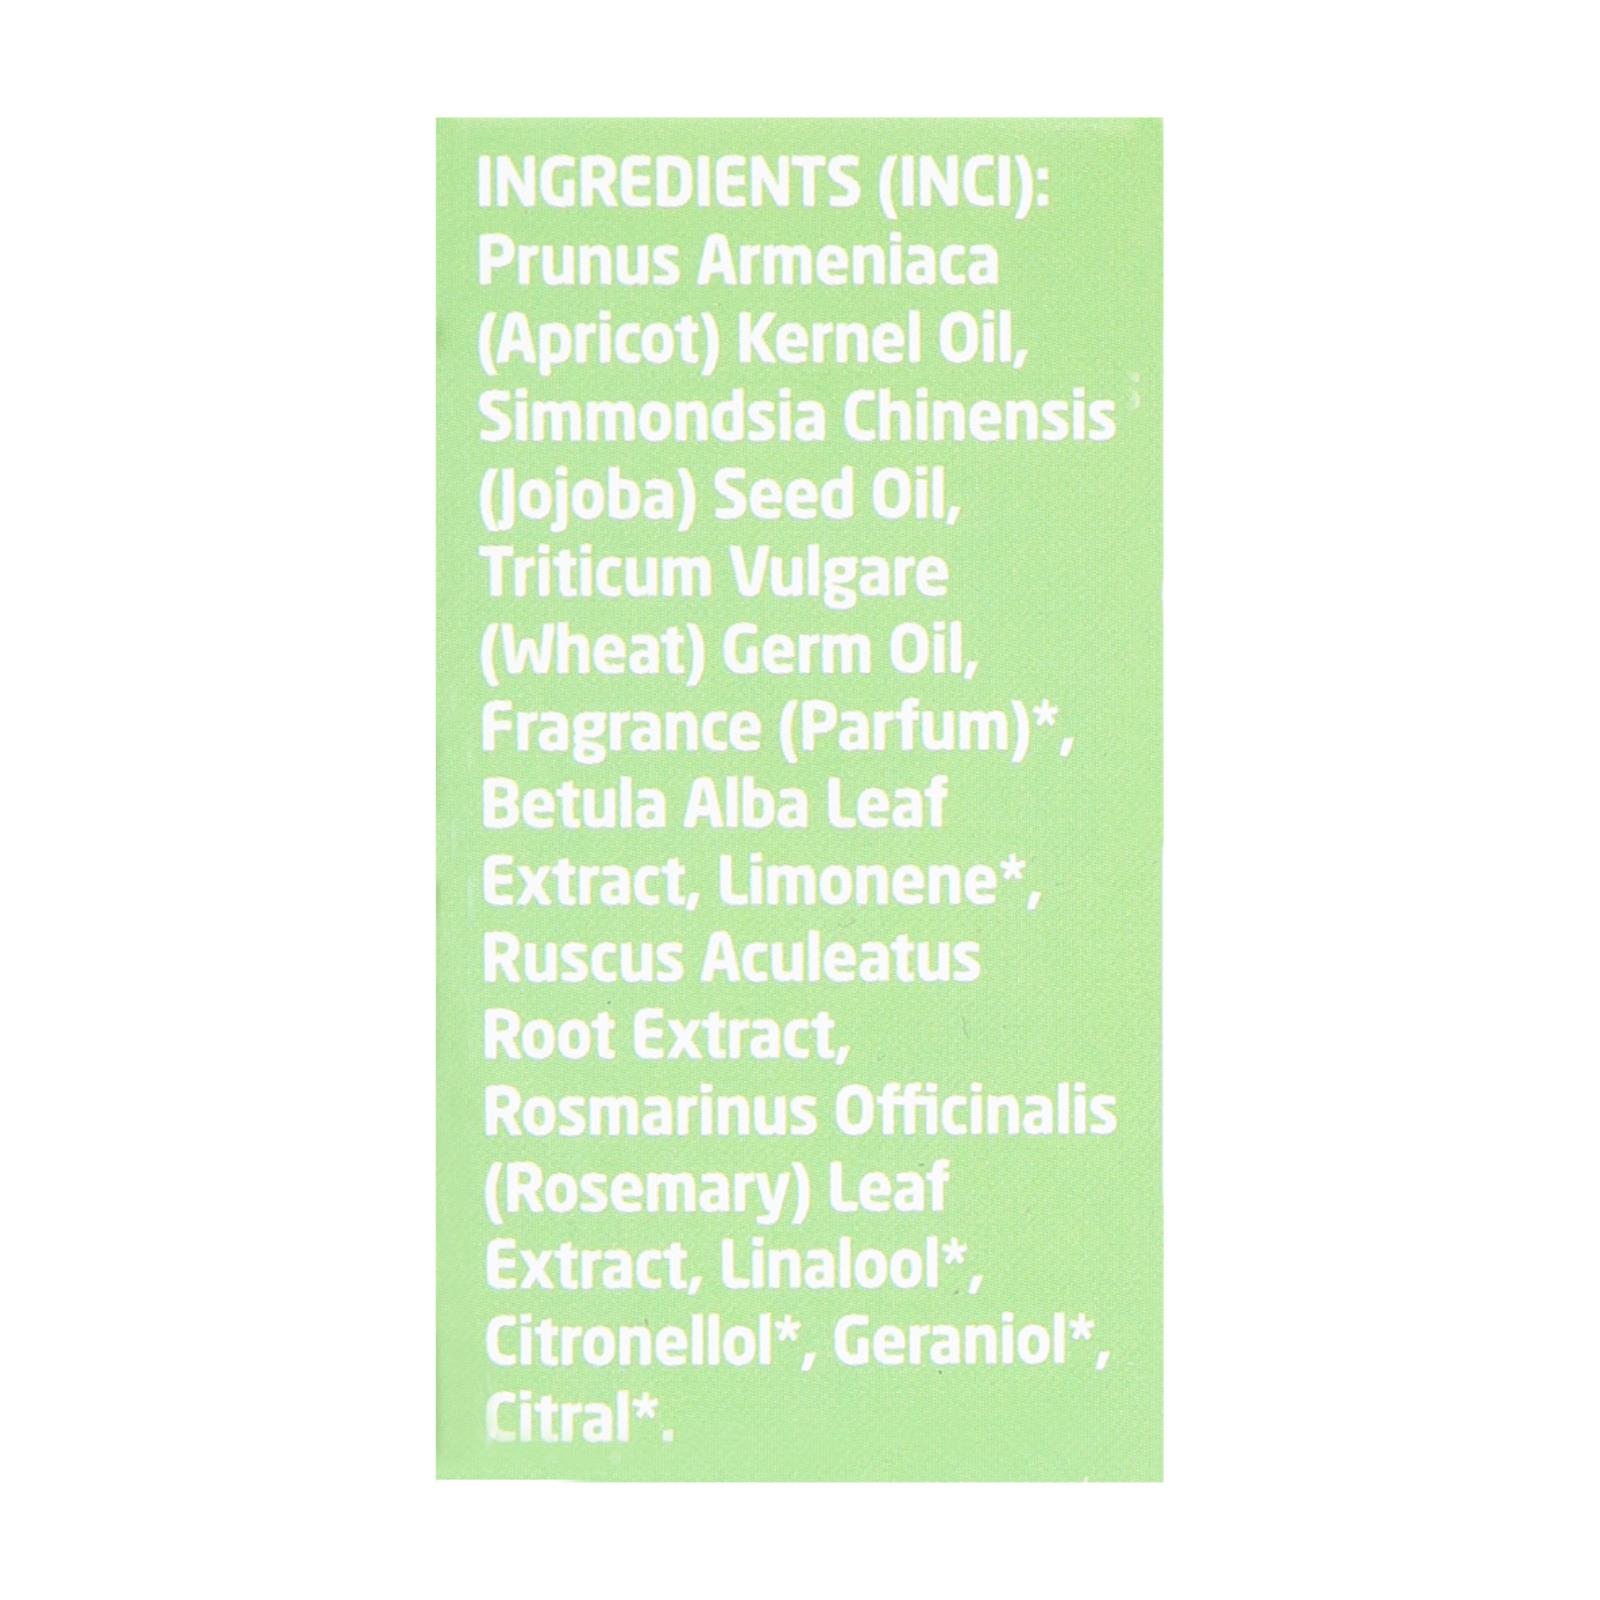 INGREDIENTS (INCI):
Prunus Armeniaca
(Apricot) Kernel Oil,
Simmondsia Chinensis
(Jojoba) Seed Oil,
Triticum Vulgare
(Wheat) Germ Oil,
Fragrance (Parfum)*,
Betula Alba Leaf
Extract, Limonene*,
Ruscus Aculeatus
Root Extract,
Rosmarinus Officinalis
(Rosemary) Leaf
Extract, Linalool*,
Citronellol*, Geraniol*,
Citral*.